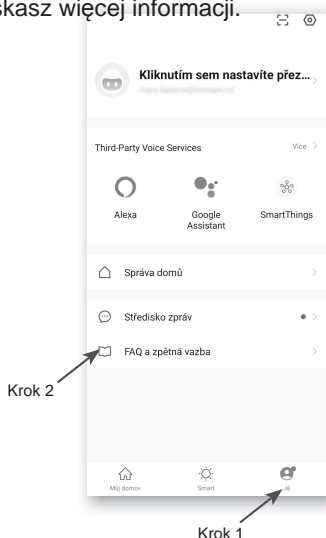 skasz więcej informacji.
Kliknutím sem nastavíte přez...
Third-Party Voice Services
Více
Alexa
Google
Assistant
SmartThings
Správa domů
Středisko zpráv
FAQ a zpětná vazba
Krok 2
Můj domov
Smart
Já
Krok 1